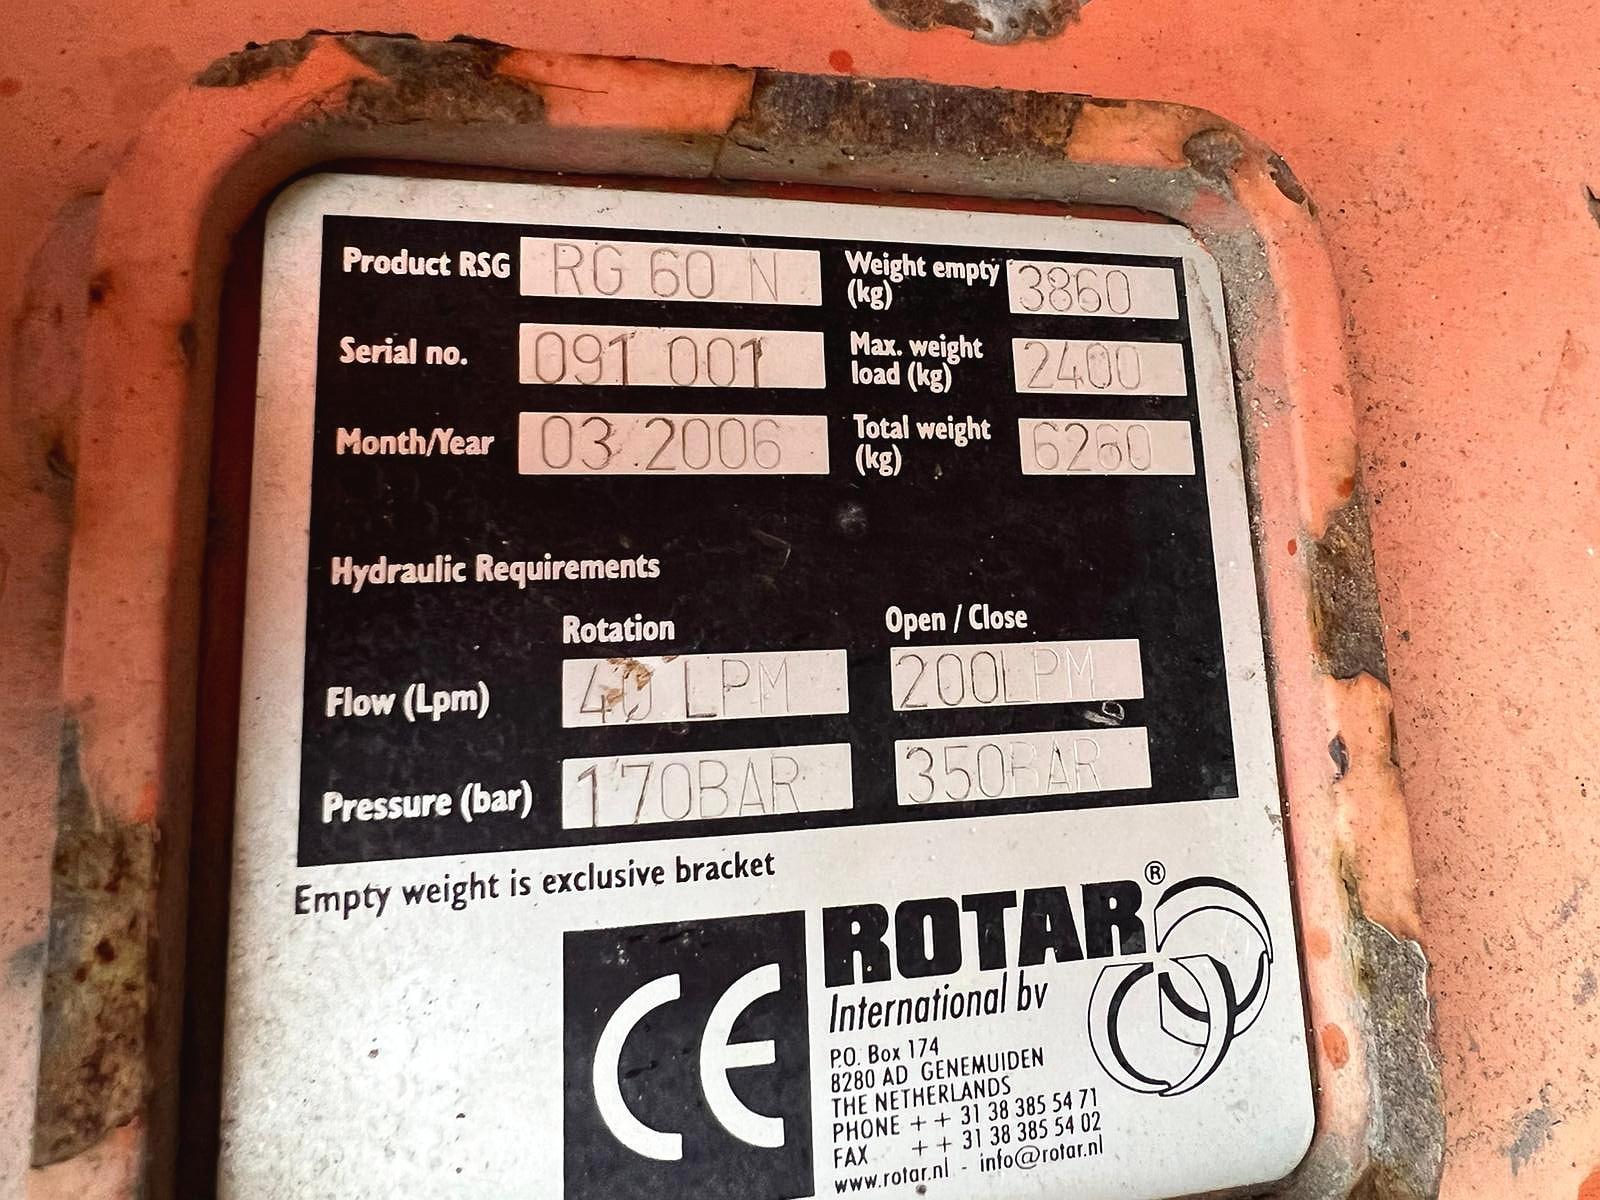 Product RSG RG 60 N Weight empty (kg) 3860
Serial no. 091 001 Max. weight load (kg) 2400
Month/Year 03.2006 Total weight (kg) 6260
Hydraulic Requirements
Rotation Open / Close
Flow (Lpm) 40 LPM 200LPM
Pressure (bar) 170BAR 350BAR
Empty weight is exclusive bracket
CE
ROTAR®
International bv
P.O. Box 174
8280 AD GENEMUIDEN
THE NETHERLANDS
PHONE + + 31 38 385 54 71
FAX + + 31 38 385 54 02
www.rotar.nl - info@rotar.nl